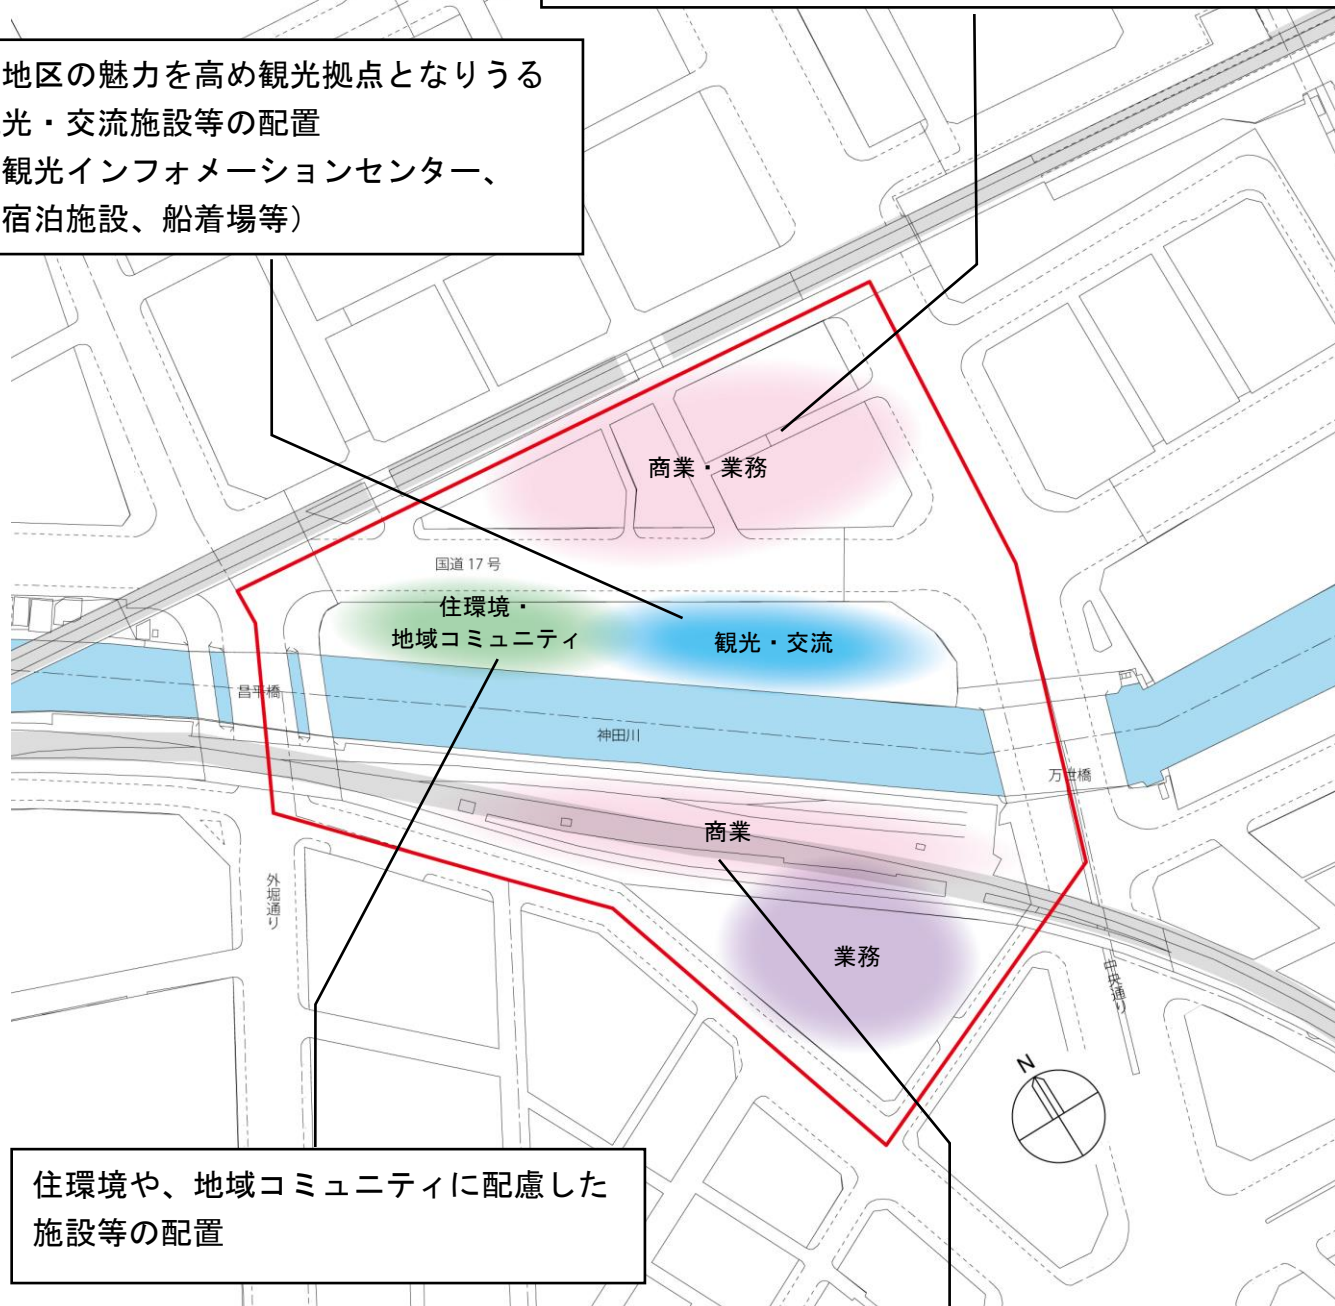 地区の魅力を高め観光拠点となりうる
光・交流施設等の配置
観光インフォメーションセンター、
宿泊施設、船着場等）
商業・業務
国道17号
住環境・
地域コミュニティ
観光・交流
昌平橋
神田川
万世橋
商業
外堀通り
業務
中央通り
N
住環境や、地域コミュニティに配慮した
施設等の配置